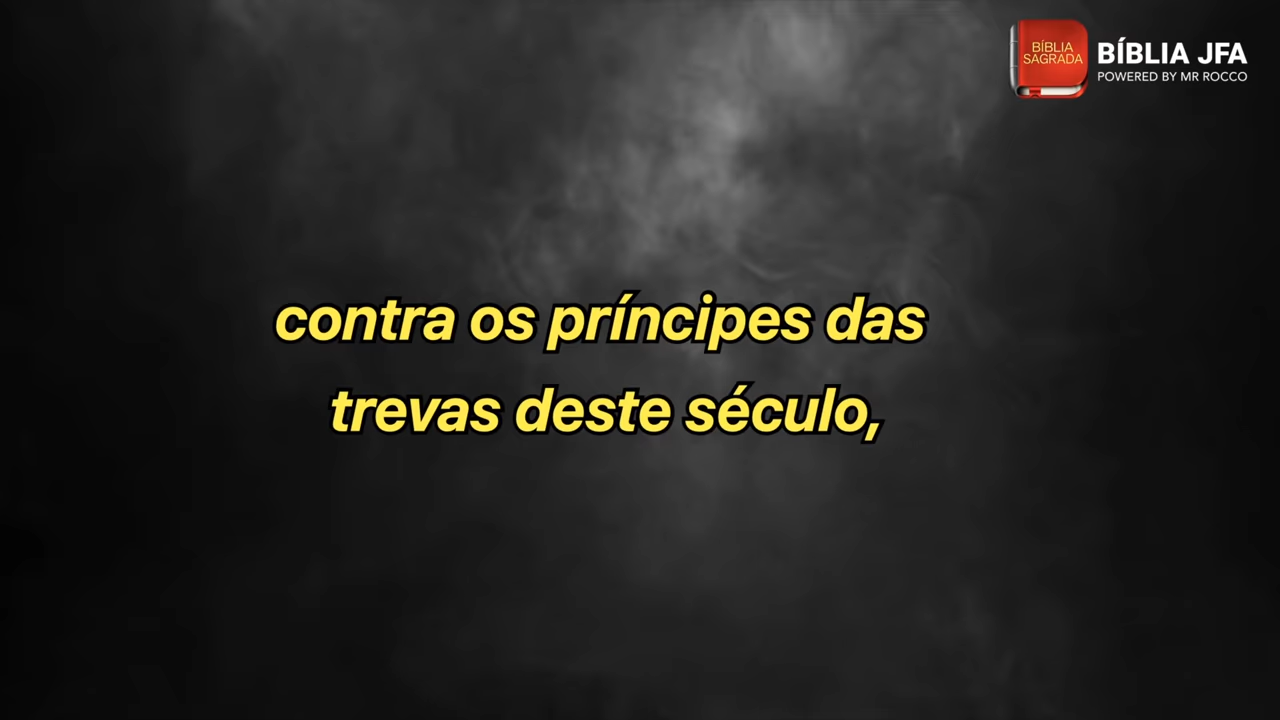 BÍBLIA
SAGRADA
BÍBLIA JFA
POWERED BY MR ROCCO
contra os príncipes das
trevas deste século,